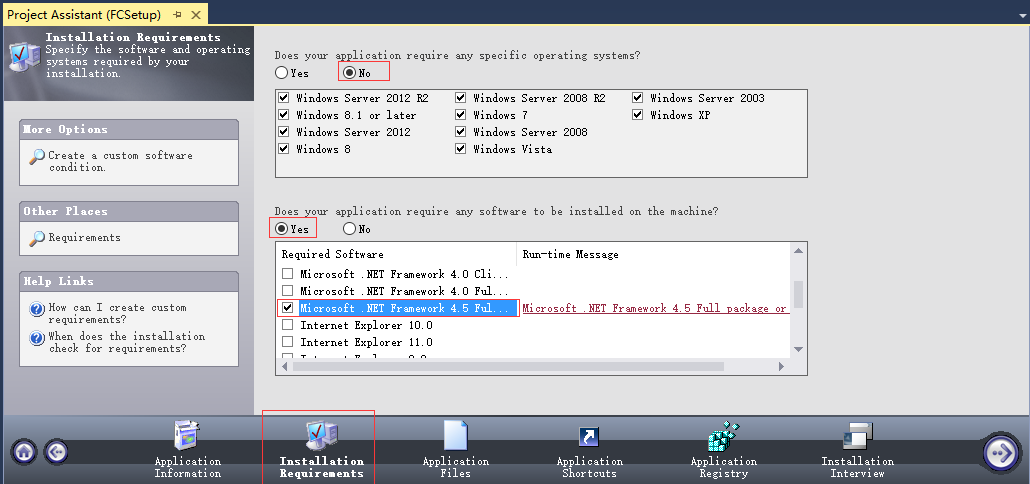 Project Assistant (FCSetup)
Installation Requirements
Specify the software and operating
systems required by your
installation.
More Options
Create a custom software
condition.
Other Places
Requirements
Help Links
How can I create custom
requirements?
When does the installation
check for requirements?
Does your application require any specific operating systems?
Yes No
Windows Server 2012 R2 Windows Server 2008 R2 Windows Server 2003
Windows 8.1 or later Windows 7 Windows XP
Windows Server 2012 Windows Server 2008
Windows 8 Windows Vista
Does your application require any software to be installed on the machine?
Yes No
Required Software Run-time Message
Microsoft .NET Framework 4.0 Cli...
Microsoft .NET Framework 4.0 Ful...
Microsoft .NET Framework 4.5 Ful... Microsoft .NET Framework 4.5 Full package or
Internet Explorer 10.0
Internet Explorer 11.0
Application Information
Installation Requirements
Application Files
Application Shortcuts
Application Registry
Installation Interview